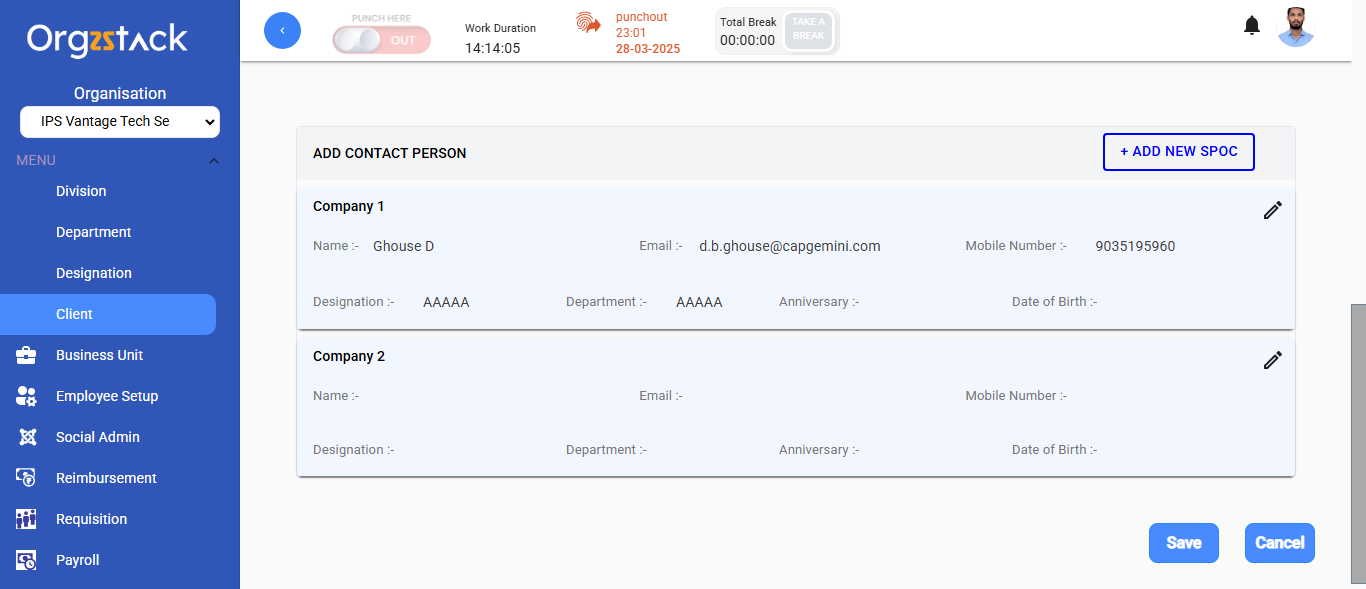 Orgzstack
Organisation
IPS Vantage Tech Se
MENU
Division
Department
Designation
Client
Business Unit
Employee Setup
Social Admin
Reimbursement
Requisition
Payroll
PUNCH HERE
OUT
Work Duration
14:14:05
punchout
23:01
28-03-2025
Total Break
00:00:00
TAKE A
BREAK
ADD CONTACT PERSON
+ ADD NEW SPOC
Company 1
Name :- Ghouse D Email :- d.b.ghouse@capgemini.com Mobile Number :- 9035195960
Designation :- AAAAA Department :- AAAAA Anniversary :- Date of Birth :-
Company 2
Name :- Email :- Mobile Number :-
Designation :- Department :- Anniversary :- Date of Birth :-
Save Cancel